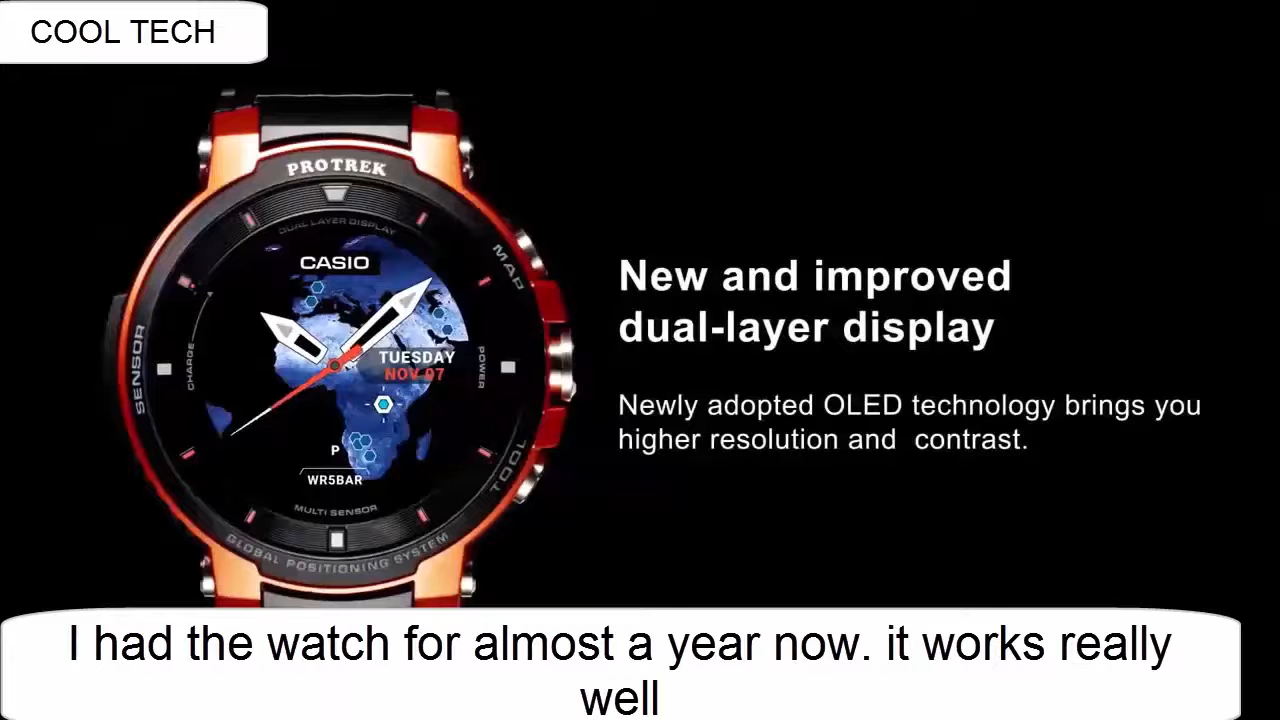 COOL TECH
PROTREK
DUAL LAYER DISPLAY
CASIO
MAP
SENSOR
CHARGE
TUESDAY
NOV 07
POWER
P
WR5BAR
TOOL
MULTI SENSOR
GLOBAL POSITIONING SYSTEM
New and improved
dual-layer display
Newly adopted OLED technology brings you
higher resolution and contrast.
I had the watch for almost a year now. it works really
well